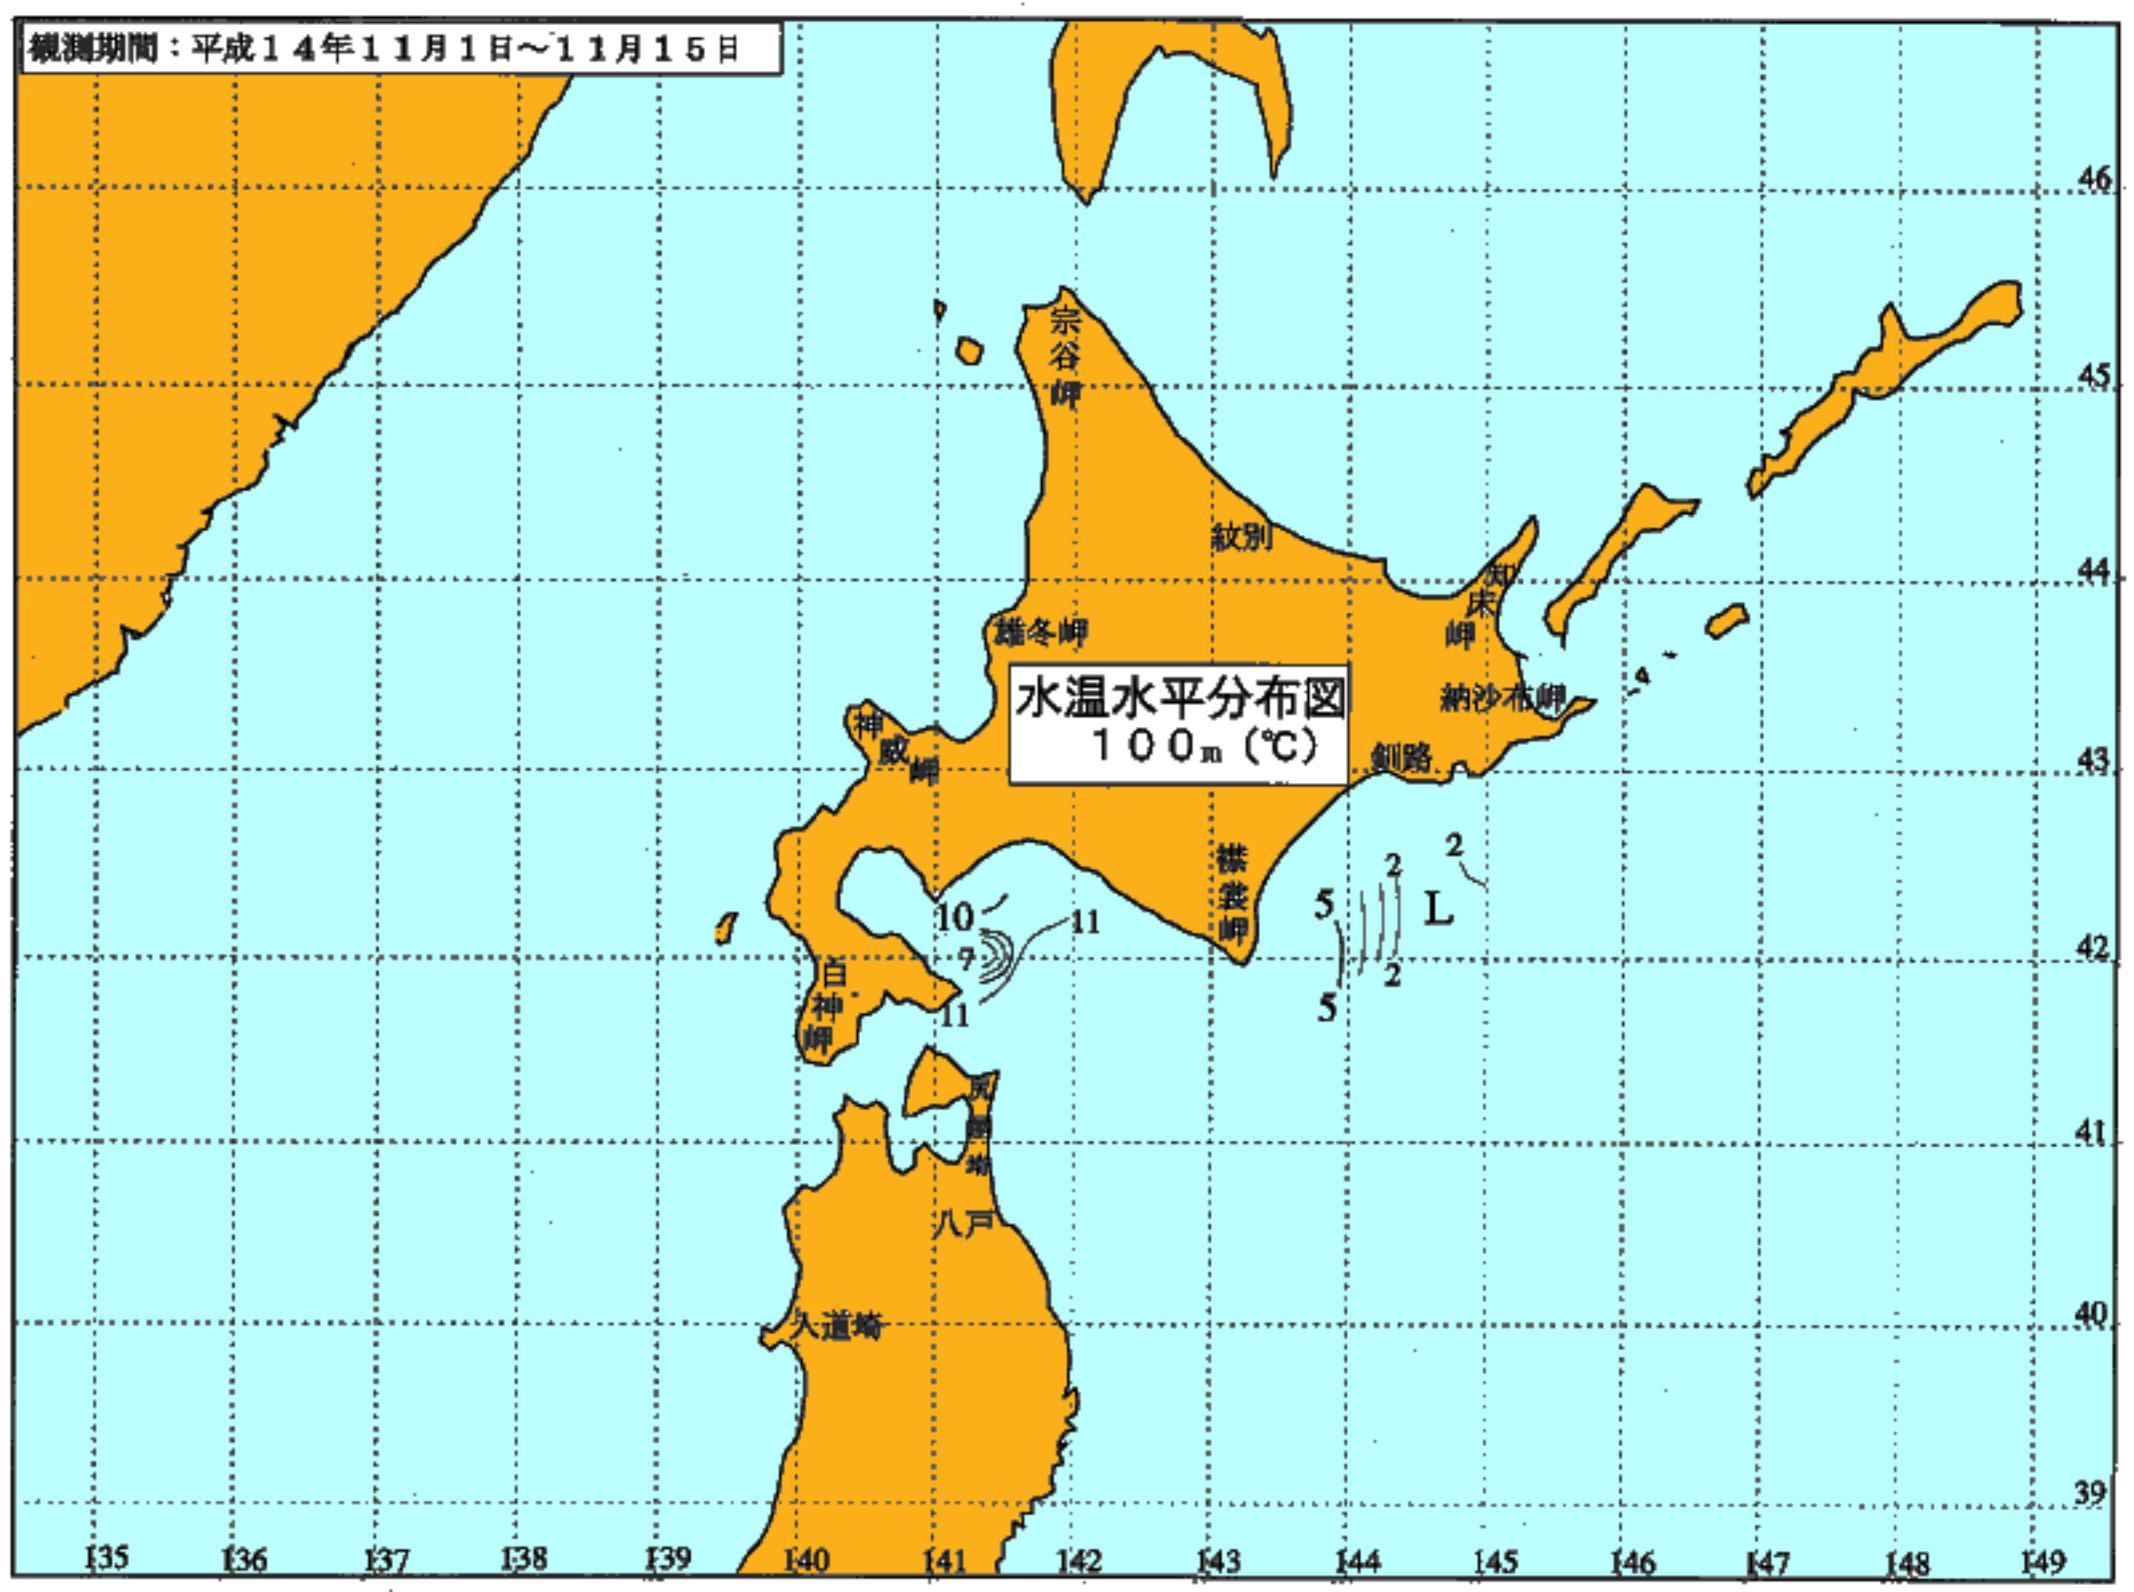 観測期間：平成１４年１１月１日～１１月１５日
46
45
宗谷岬
紋別
44
知床岬
雄冬岬
水温水平分布図
１００m（℃）
納沙布岬
神威岬
釧路
43
襟裳岬
2
2
5
L
10
11
7
42
2
5
11
白神岬
尻屋埼
41
八戸
40
入道埼
39
135 136 137 138 139 140 141 142 143 144 145 146 147 148 149